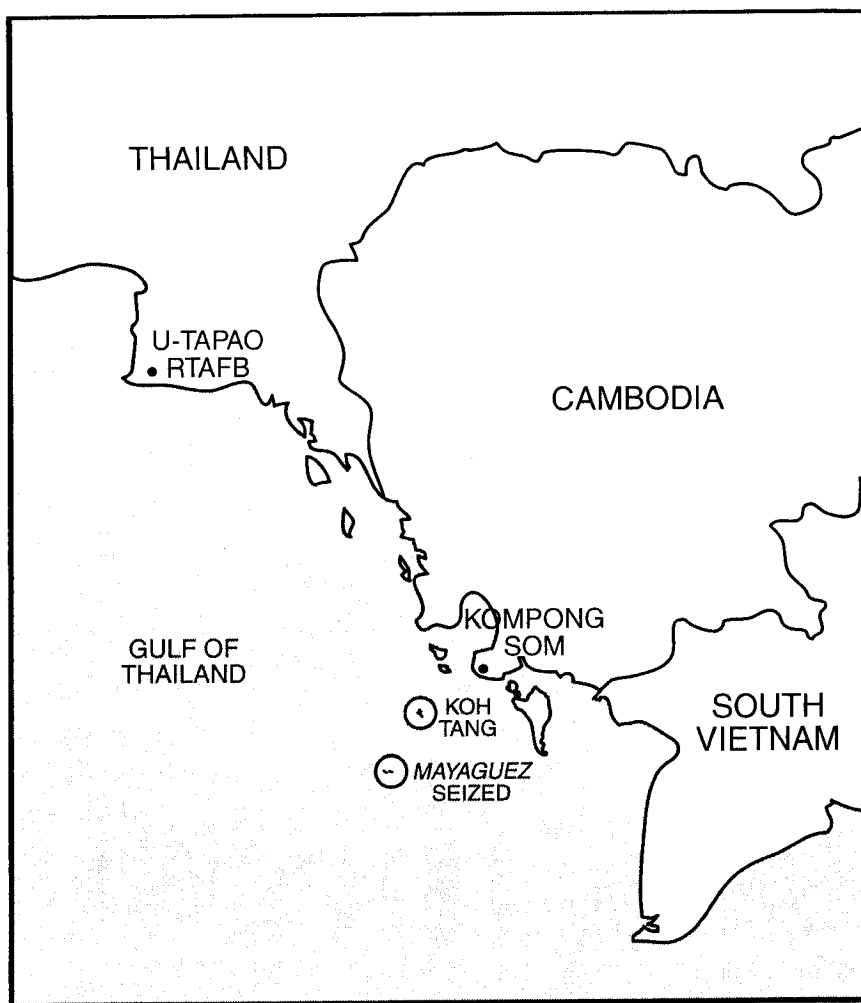 THAILAND
U-TAPAO
RTAFB
CAMBODIA
KOMPONG
SOM
GULF OF
THAILAND
KOH
TANG
SOUTH
VIETNAM
MAYAGUEZ
SEIZED